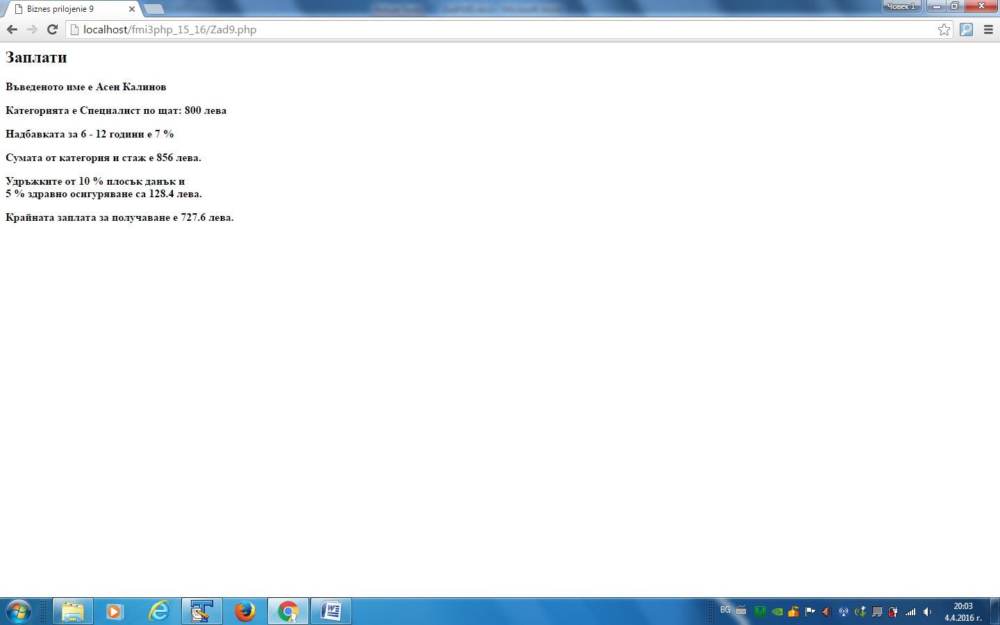 Biznes prilojenie 9
Човек 1
localhost/fmi3php_15_16/Zad9.php
Заплати
Въведеното име е Асен Калинов
Категорията е Специалист по щат: 800 лева
Надбавката за 6 - 12 години е 7 %
Сумата от категория и стаж е 856 лева.
Удръжките от 10 % плосък данък и
5 % здравно осигуряване са 128.4 лева.
Крайната заплата за получаване е 727.6 лева.
BG
20:03
4.4.2016 г.